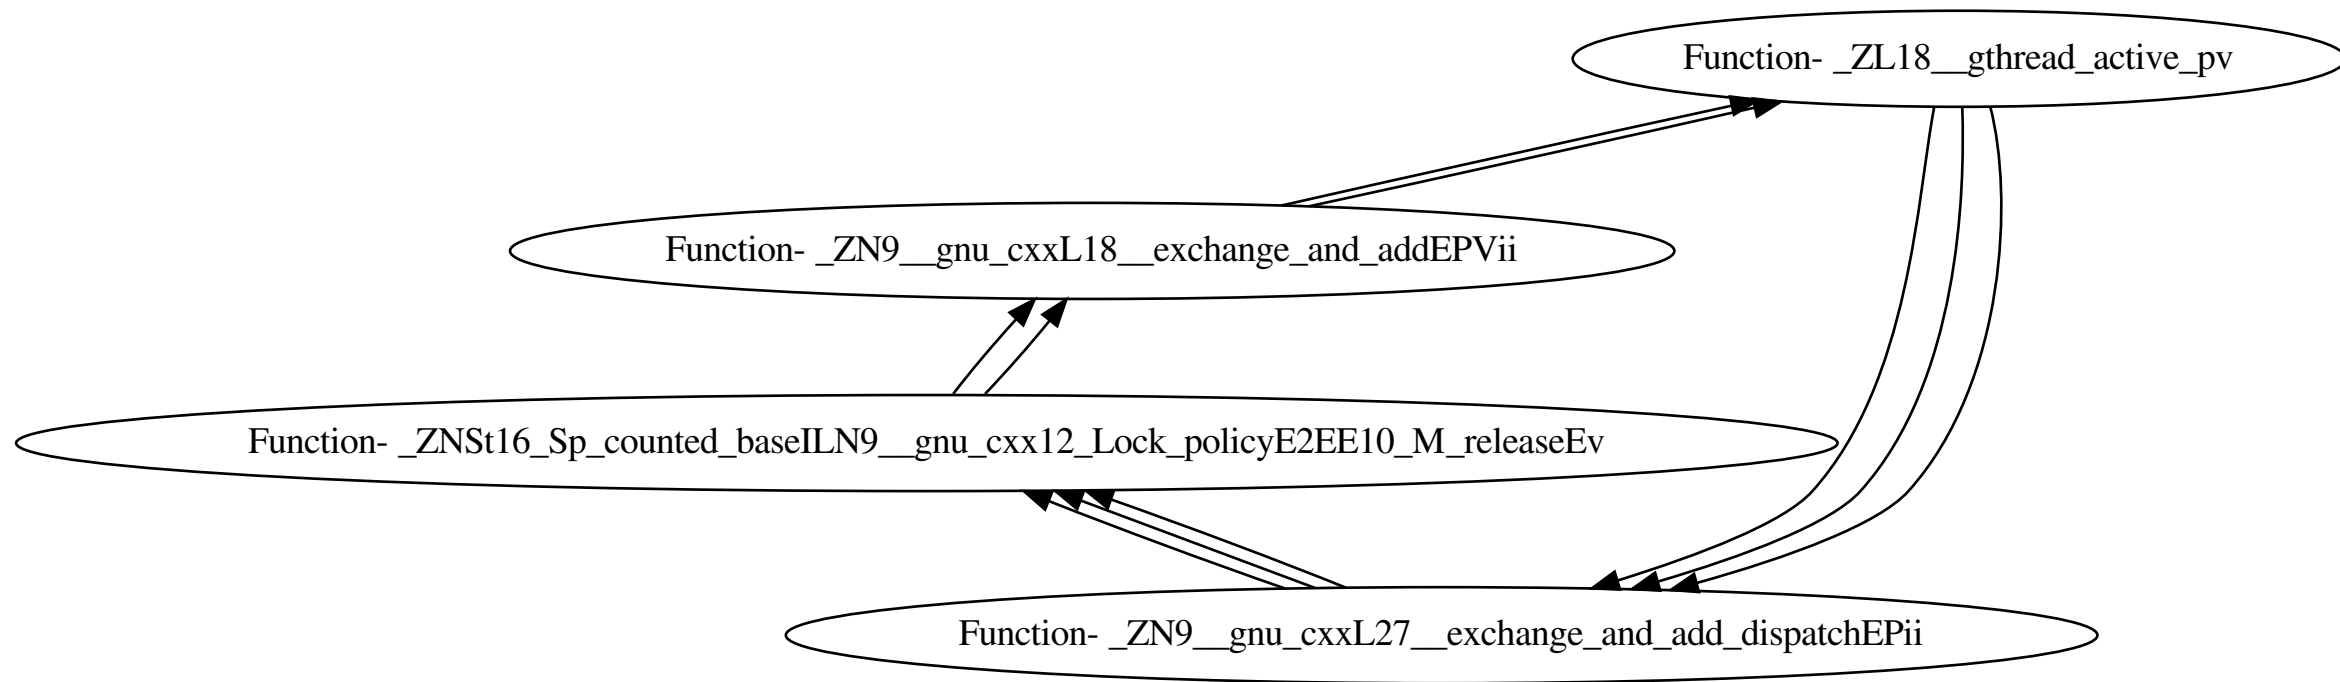 Function- _ZL18__gthread_active_pv
Function- _ZN9__gnu_cxxL18__exchange_and_addEPVii
Function- _ZNSt16_Sp_counted_baseILN9__gnu_cxx12_Lock_policyE2EE10_M_releaseEv
Function- _ZN9__gnu_cxxL27__exchange_and_add_dispatchEPii